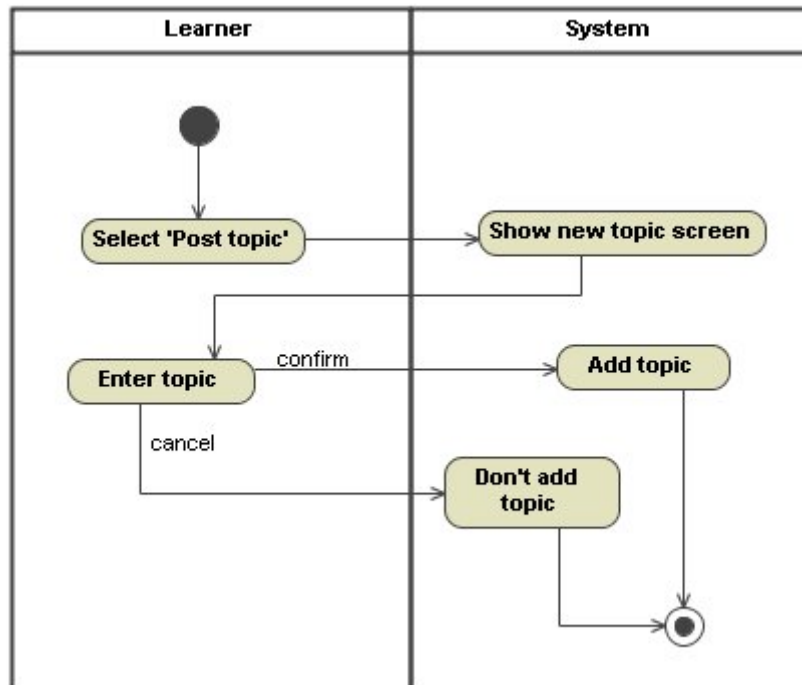 Learner
System
Select 'Post topic'
Show new topic screen
Enter topic
confirm
Add topic
cancel
Don't add
topic